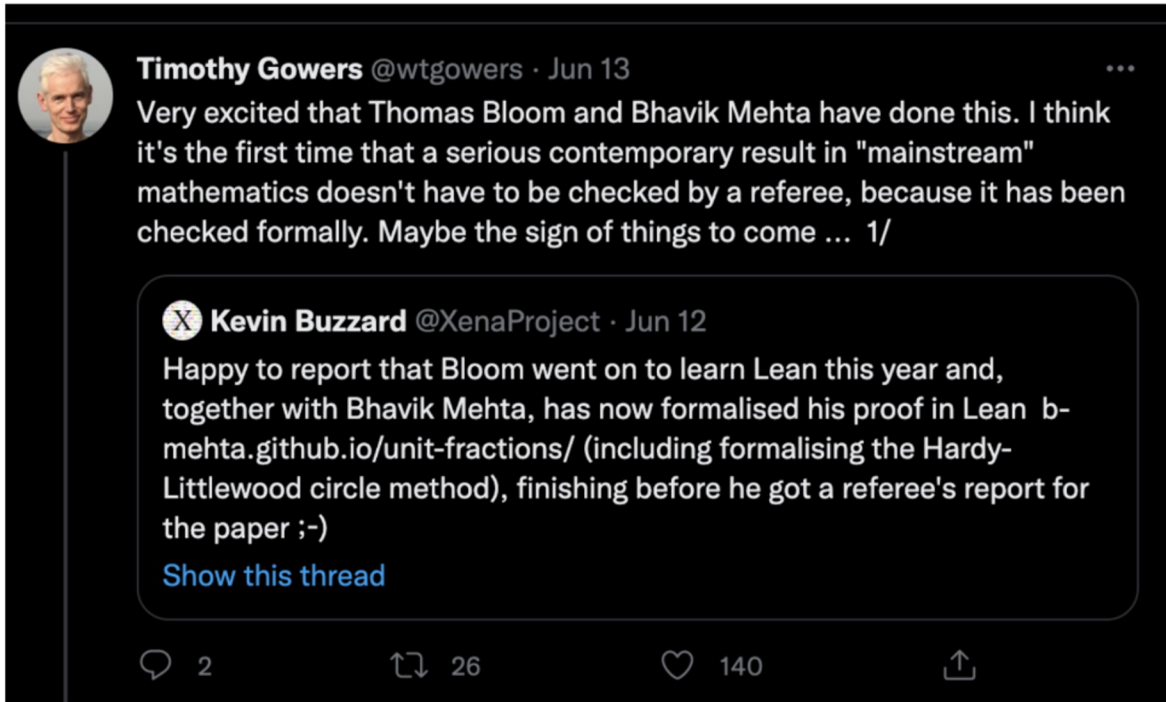 Timothy Gowers @wtgowers · Jun 13
Very excited that Thomas Bloom and Bhavik Mehta have done this. I think
it's the first time that a serious contemporary result in "mainstream"
mathematics doesn't have to be checked by a referee, because it has been
checked formally. Maybe the sign of things to come ... 1/
X Kevin Buzzard @XenaProject · Jun 12
Happy to report that Bloom went on to learn Lean this year and,
together with Bhavik Mehta, has now formalised his proof in Lean b-
mehta.github.io/unit-fractions/ (including formalising the Hardy-
Littlewood circle method), finishing before he got a referee's report for
the paper ;-)
Show this thread
2 26 140